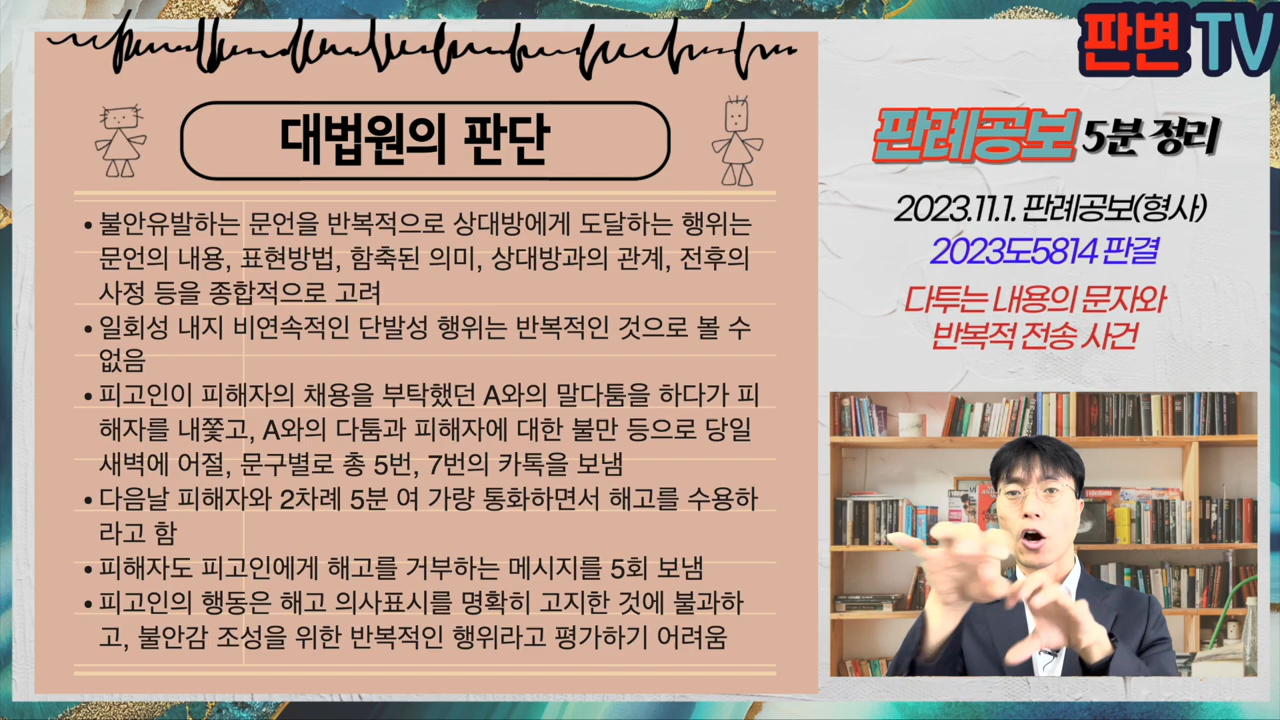 판변 TV
대법원의 판단
• 불안유발하는 문언을 반복적으로 상대방에게 도달하는 행위는
문언의 내용, 표현방법, 함축된 의미, 상대방과의 관계, 전후의
사정 등을 종합적으로 고려
• 일회성 내지 비연속적인 단발성 행위는 반복적인 것으로 볼 수
없음
• 피고인이 피해자의 채용을 부탁했던 A와의 말다툼을 하다가 피
해자를 내쫓고, A와의 다툼과 피해자에 대한 불만 등으로 당일
새벽에 어절, 문구별로 총 5번, 7번의 카톡을 보냄
• 다음날 피해자와 2차례 5분 여 가량 통화하면서 해고를 수용하
라고 함
• 피해자도 피고인에게 해고를 거부하는 메시지를 5회 보냄
• 피고인의 행동은 해고 의사표시를 명확히 고지한 것에 불과하
고, 불안감 조성을 위한 반복적인 행위라고 평가하기 어려움
판례공보 5분 정리
2023.11.1. 판례공보(형사)
2023도5814 판결
다투는 내용의 문자와
반복적 전송 사건